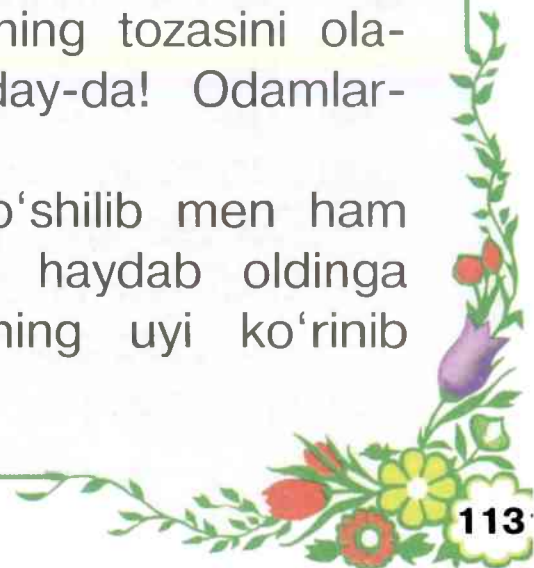 ning tozasini ola-
day-da! Odamlar-
o‘shilib men ham
haydab oldinga
ning uyi ko‘rinib
113